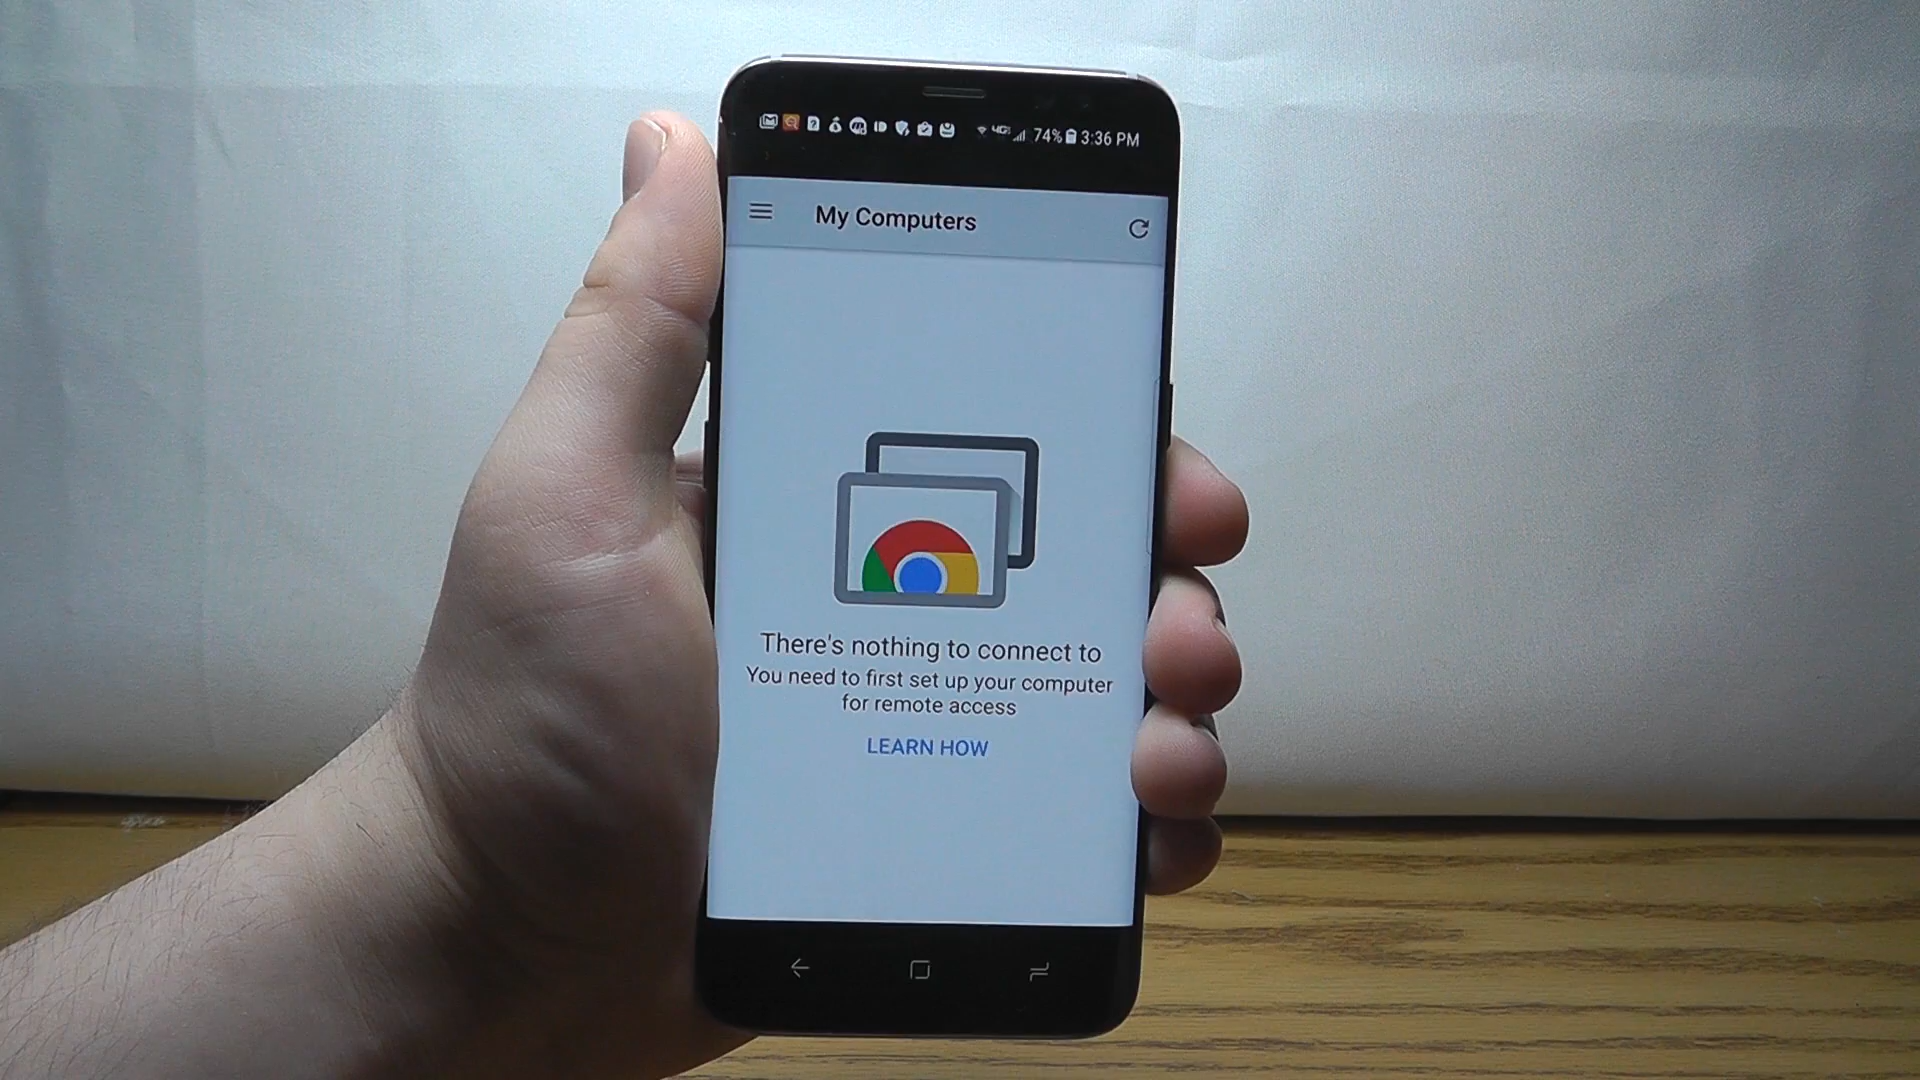 74% 3:36 PM
My Computers
There's nothing to connect to
You need to first set up your computer
for remote access
LEARN HOW